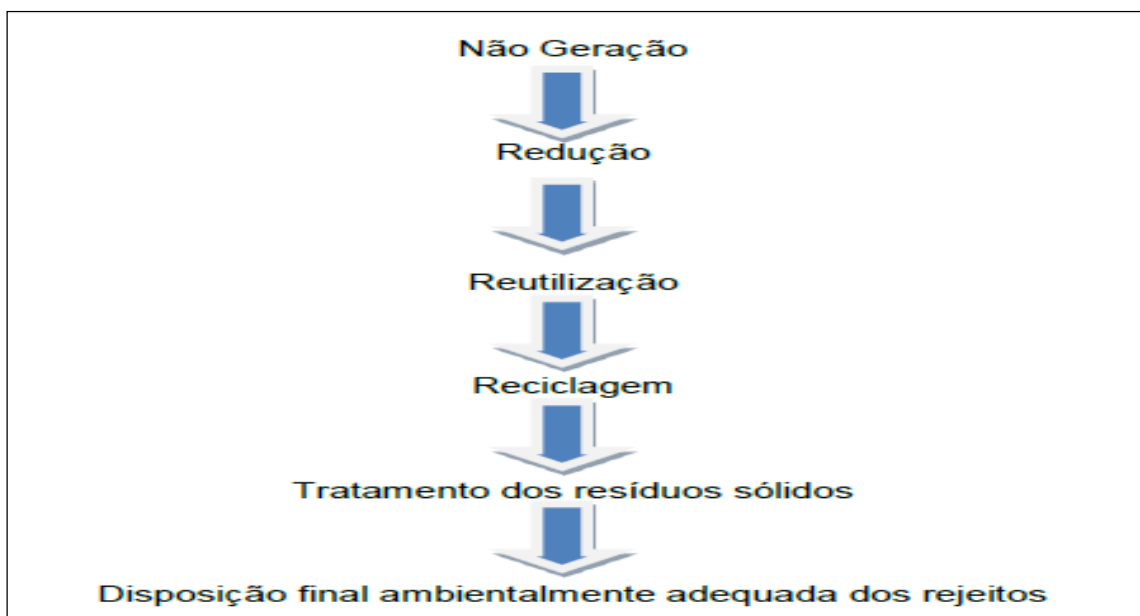 Não Geração
Redução
Reutilização
Reciclagem
Tratamento dos resíduos sólidos
Disposição final ambientalmente adequada dos rejeitos